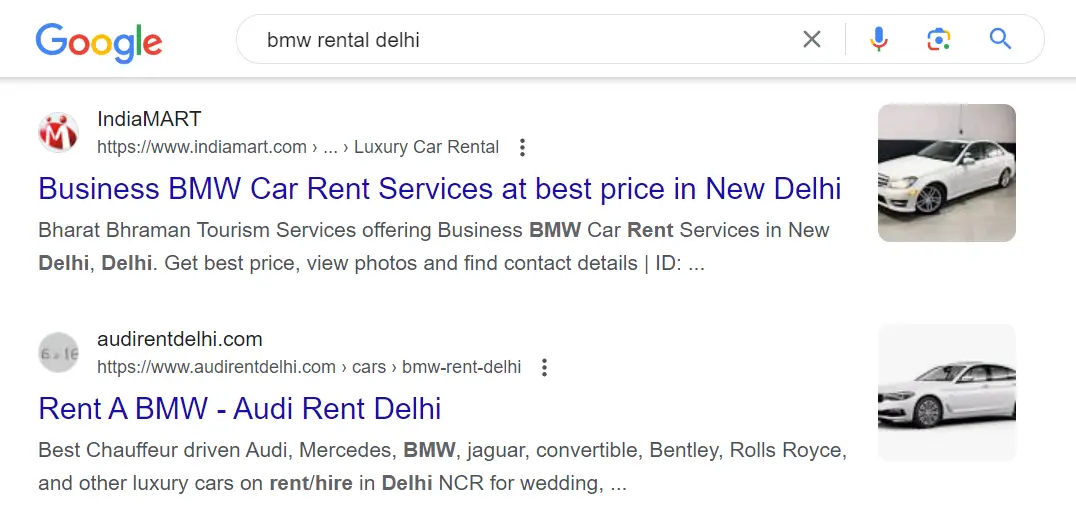 Google
bmw rental delhi
IndiaMART
https://www.indiamart.com › ... › Luxury Car Rental
Business BMW Car Rent Services at best price in New Delhi
Bharat Bhraman Tourism Services offering Business BMW Car Rent Services in New
Delhi, Delhi. Get best price, view photos and find contact details | ID: ...
audirentdelhi.com
https://www.audirentdelhi.com › cars › bmw-rent-delhi
Rent A BMW - Audi Rent Delhi
Best Chauffeur driven Audi, Mercedes, BMW, jaguar, convertible, Bentley, Rolls Royce,
and other luxury cars on rent/hire in Delhi NCR for wedding, ...